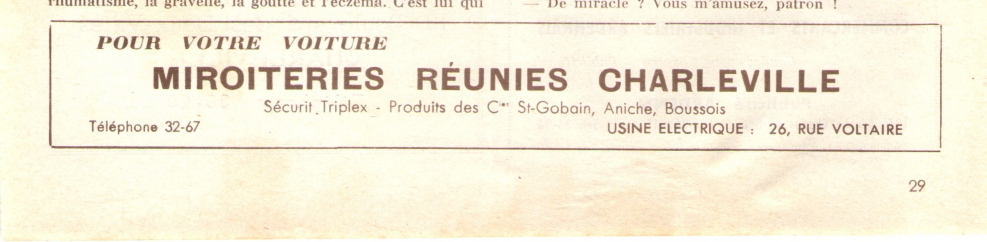 rhumatisme, la gravelle, la goutte et l'eczéma. C'est lui qui
— De miracle ? Vous m'amusez, patron !
POUR VOTRE VOITURE
MIROITERIES RÉUNIES CHARLEVILLE
Sécurit, Triplex - Produits des Cies St-Gobain, Aniche, Boussois
Téléphone 32-67
USINE ELECTRIQUE : 26, RUE VOLTAIRE
29